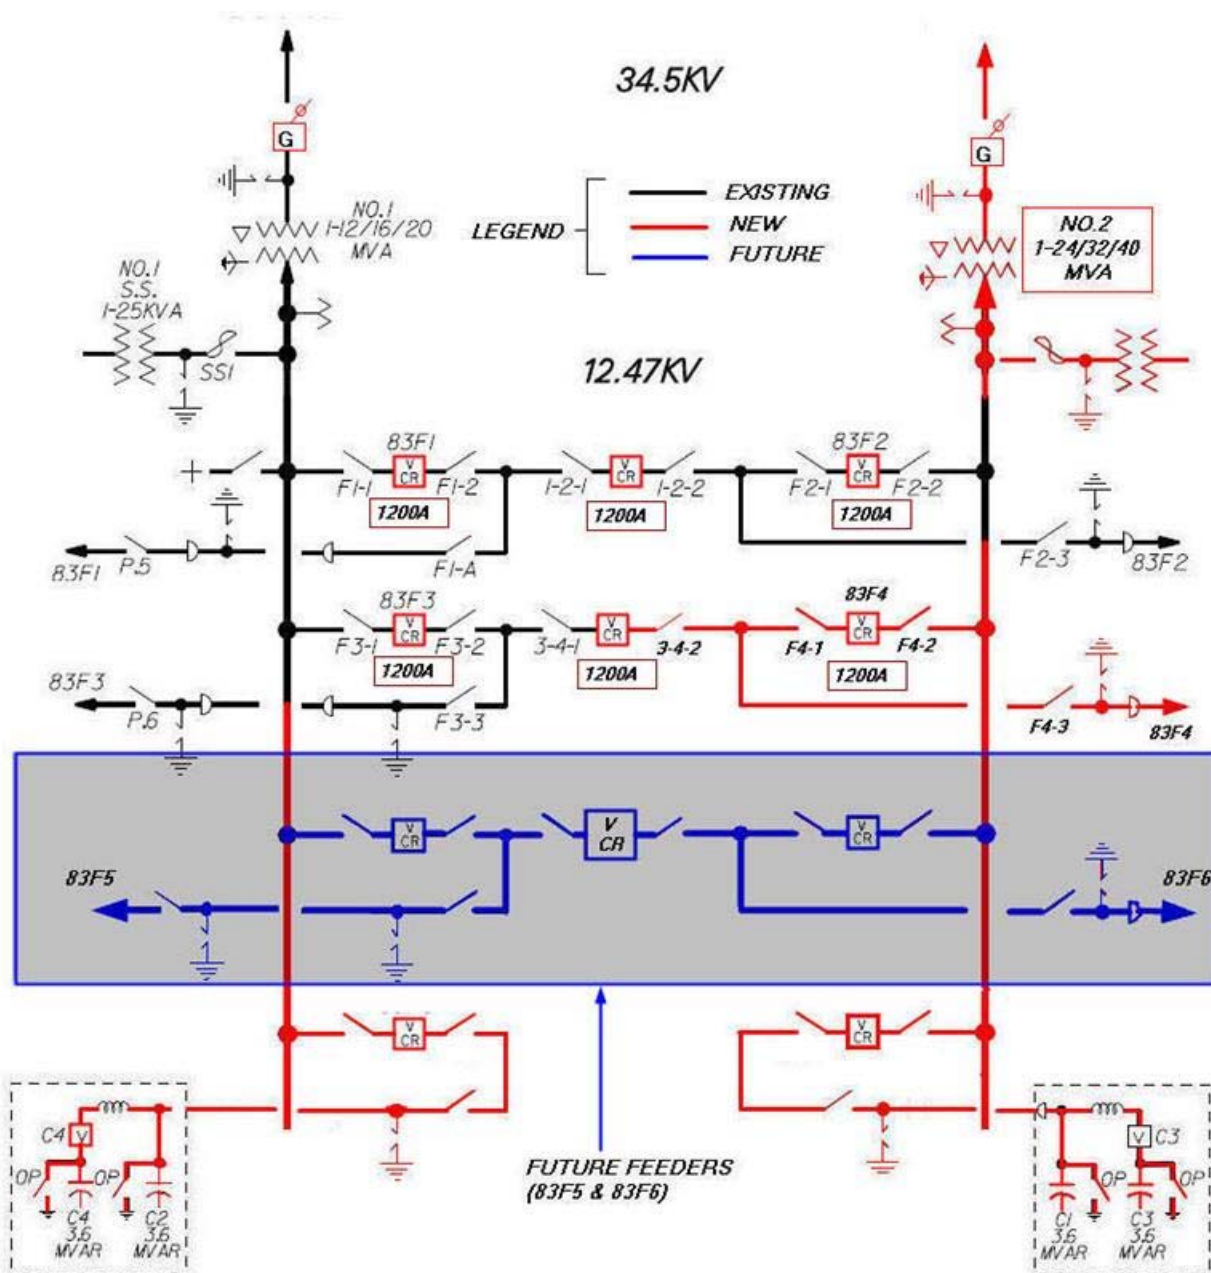 34.5KV
G
G
NO.1
1-12/16/20
MVA
LEGEND
EXISTING
NEW
FUTURE
NO.2
1-24/32/40
MVA
NO.1
S.S.
1-25KVA
SS1
12.47KV
83F1
83F2
V
CR
V
CR
V
CR
F1-1
F1-2
1-2-1
1-2-2
F2-1
F2-2
1200A
1200A
1200A
83F1
P.5
F1-A
F2-3
83F2
83F3
83F4
V
CR
V
CR
V
CR
F3-1
F3-2
3-4-1
3-4-2
F4-1
F4-2
1200A
1200A
1200A
83F3
P.6
F3-3
F4-3
83F4
V
CR
V
CR
V
CR
83F5
83F6
V
CR
V
CR
C4
V
V
C3
OP
OP
OP
OP
C4
3.6
MVAR
C2
3.6
MVAR
FUTURE FEEDERS
(83F5 & 83F6)
C1
3.6
MVAR
C3
3.6
MVAR